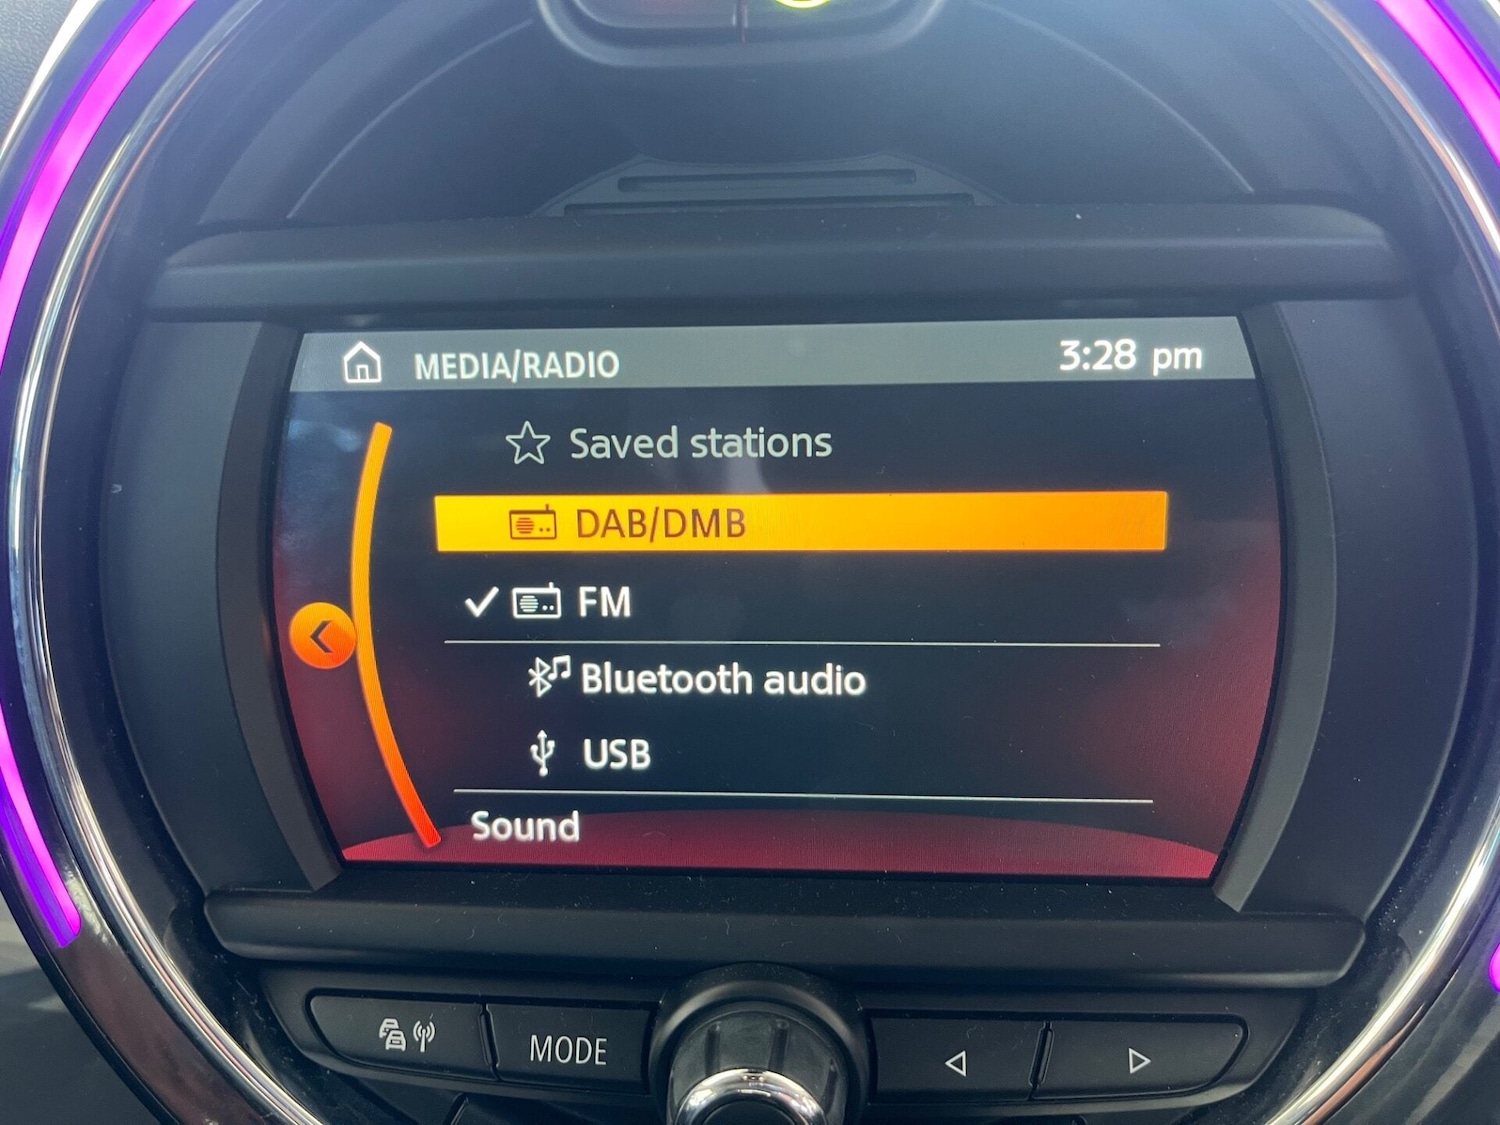 MEDIA/RADIO 3:28 pm
Saved stations
DAB/DMB
FM
Bluetooth audio
USB
Sound
MODE